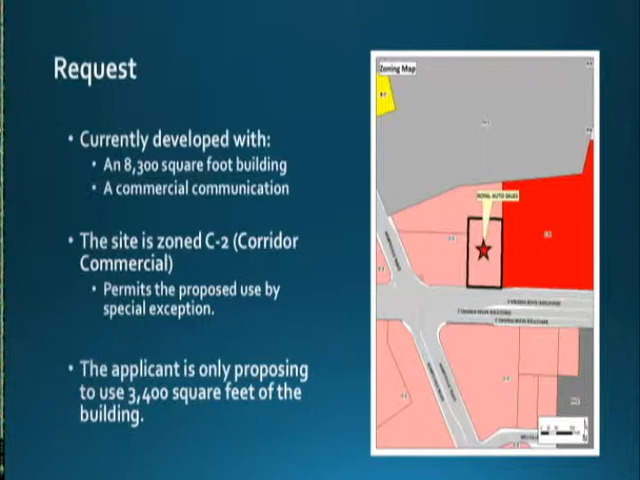 Request
• Currently developed with:
• An 8,300 square foot building
• A commercial communication
• The site is zoned C-2 (Corridor
Commercial)
• Permits the proposed use by
special exception.
• The applicant is only proposing
to use 3,400 square feet of the
building.
Zoning Map
ROYAL AUTO SALES